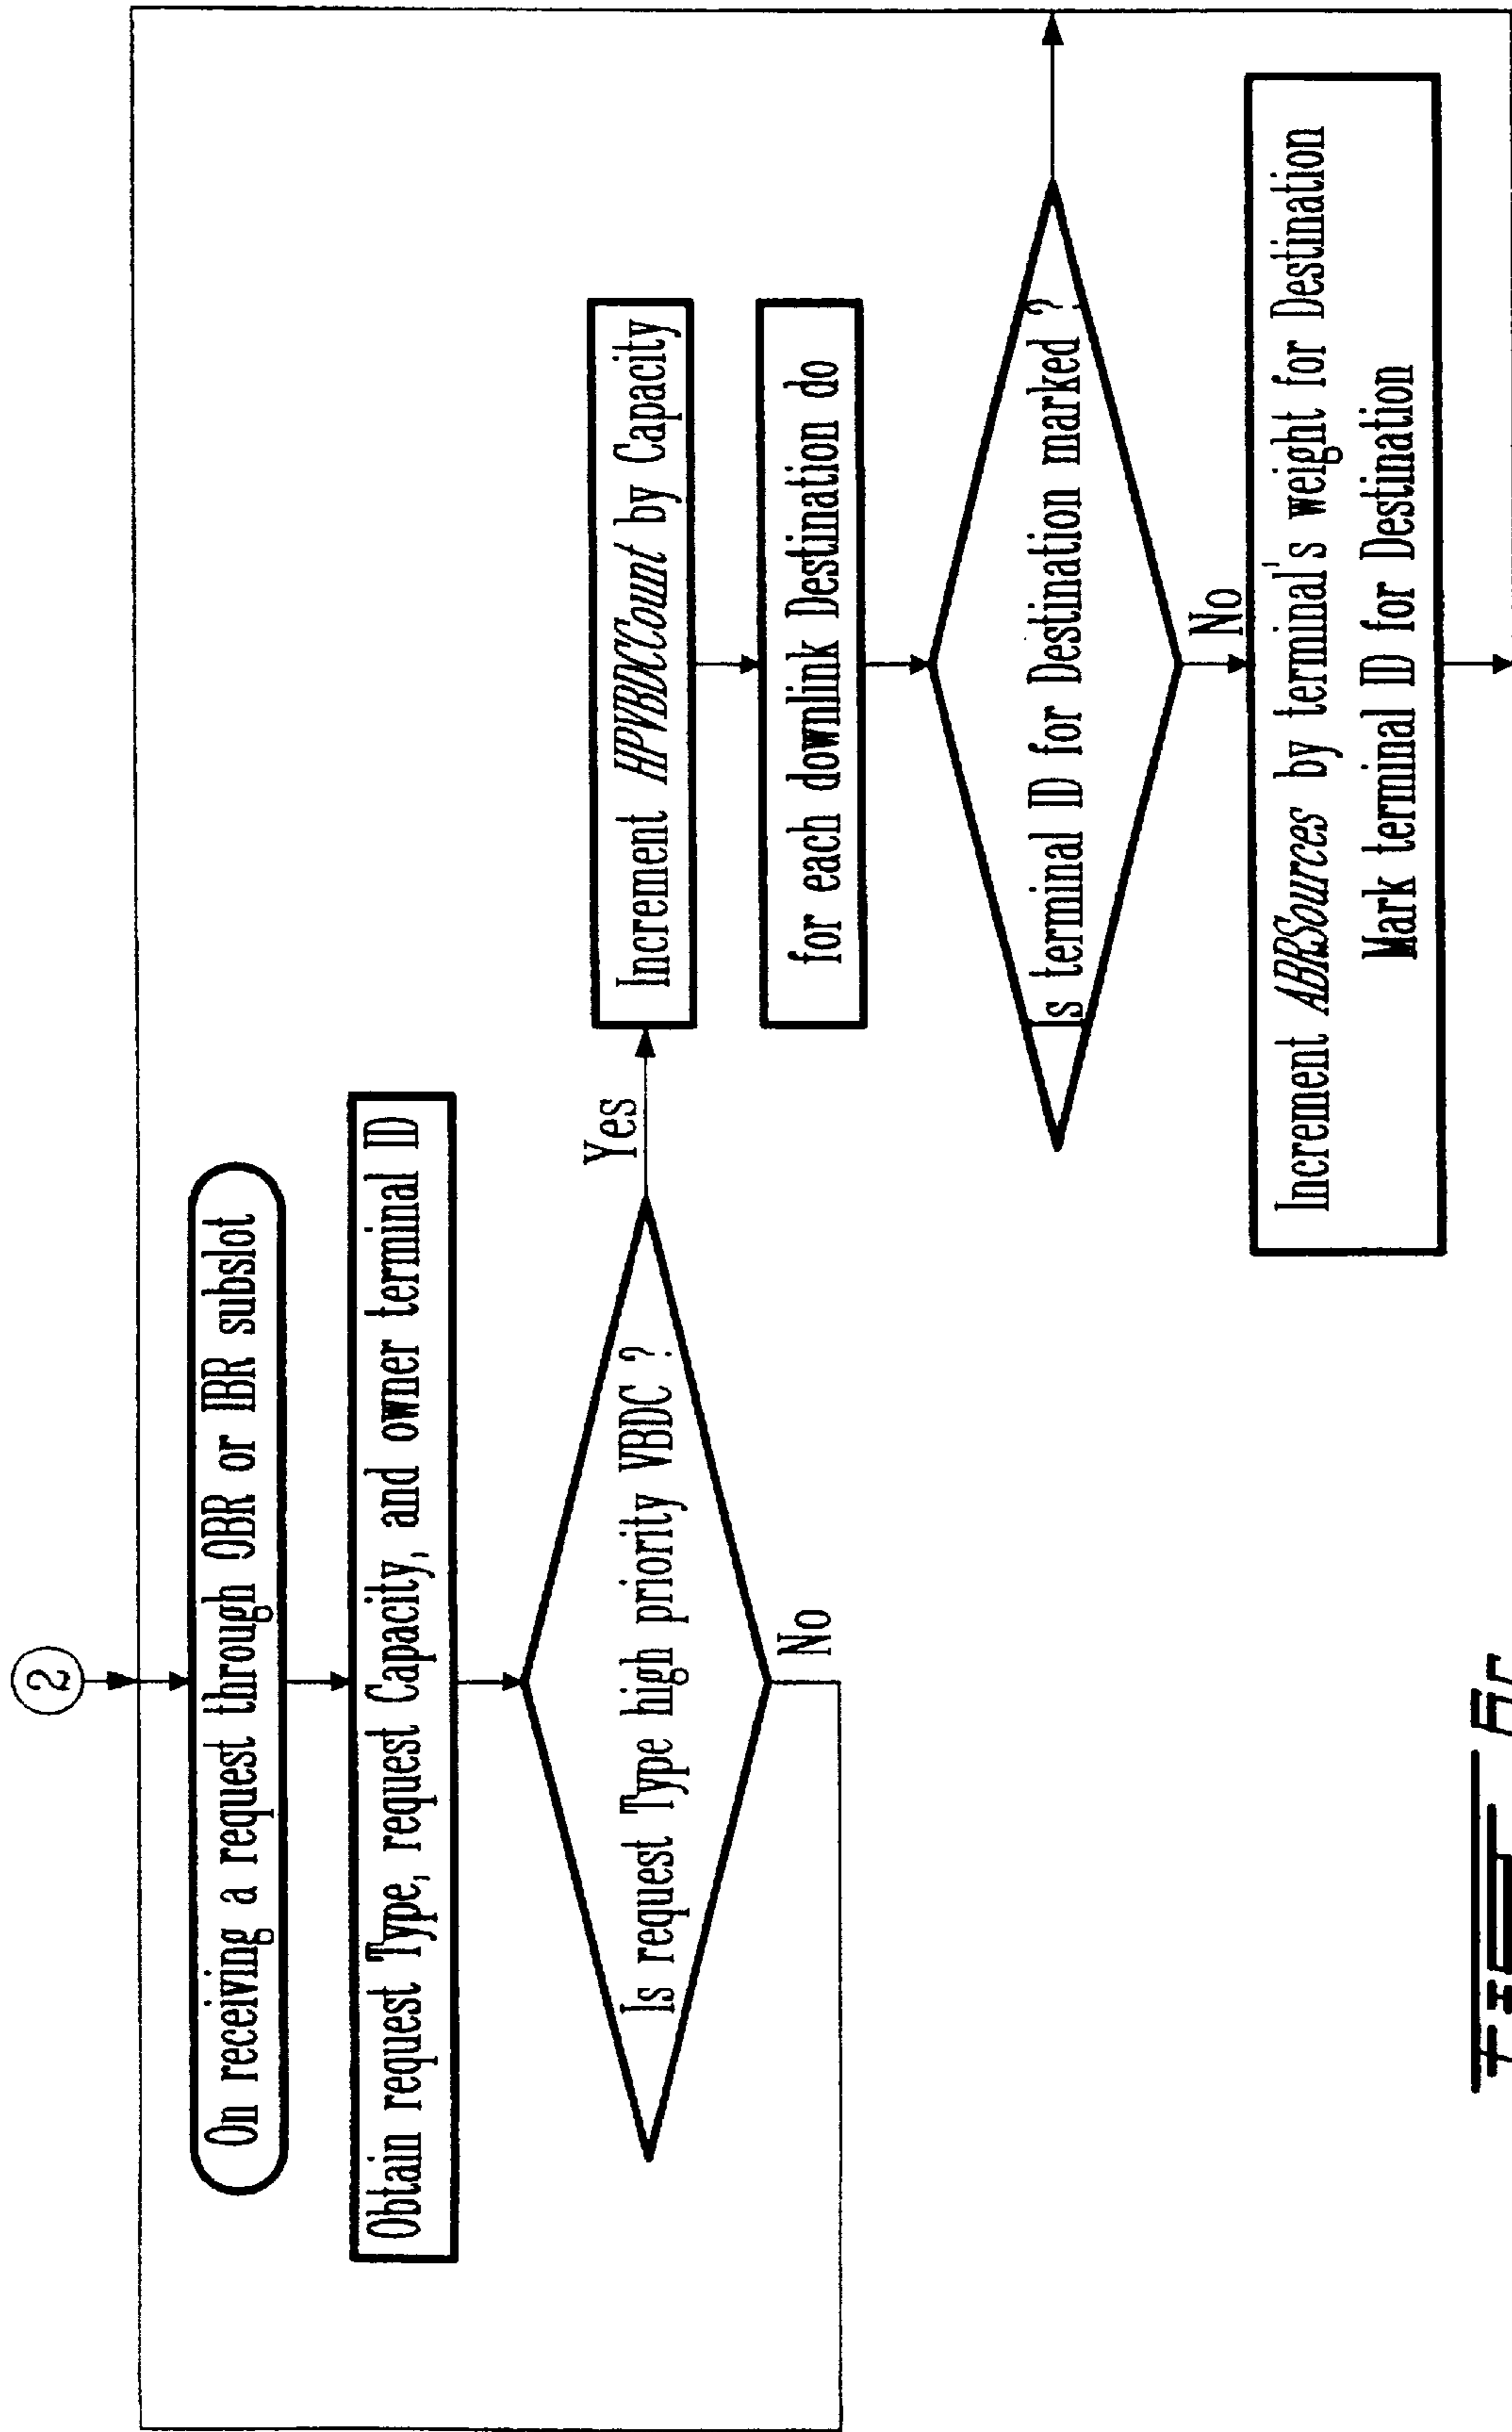 2
On receiving a request through OBR or IBR subslot
Obtain request Type, request Capacity, and owner terminal ID
Is request Type high priority VBDC ?
Yes
No
Increment HPVBDCCount by Capacity
for each downlink Destination do
Is terminal ID for Destination marked ?
No
Increment ABRSources by terminal's weight for Destination
Mark terminal ID for Destination